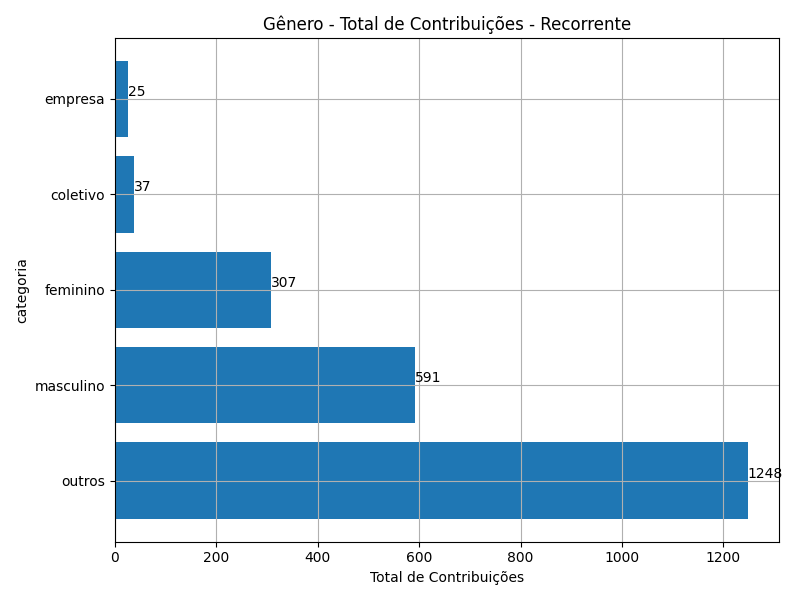 Gênero - Total de Contribuições - Recorrente
empresa
25
coletivo
37
feminino
307
masculino
591
outros
1248
categoria
0 200 400 600 800 1000 1200
Total de Contribuições